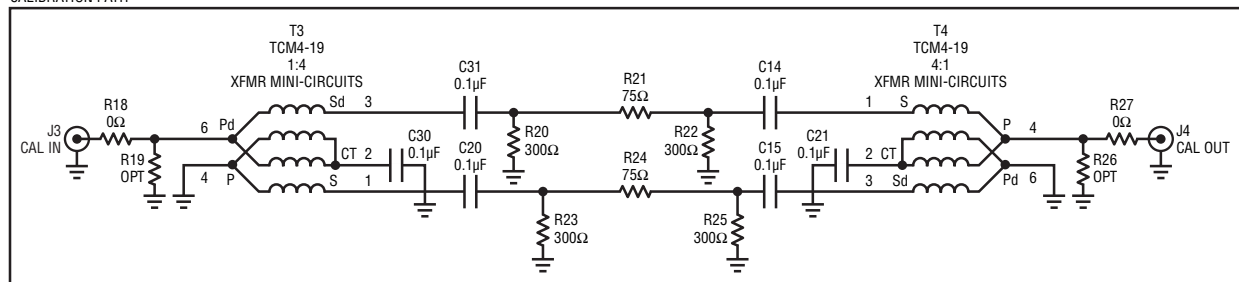 T3
TCM4-19
1:4
XFMR MINI-CIRCUITS
T4
TCM4-19
4:1
XFMR MINI-CIRCUITS
C31
0.1µF
R21
75Ω
C14
0.1µF
R18
0Ω
J3
CAL IN
R19
OPT
6
Pd
4
P
Sd
3
CT
2
S
1
C30
0.1µF
C20
0.1µF
R20
300Ω
R24
75Ω
R22
300Ω
C15
0.1µF
C21
0.1µF
R23
300Ω
R25
300Ω
1
S
2
CT
3
Sd
P
4
Pd
6
R27
0Ω
J4
CAL OUT
R26
OPT